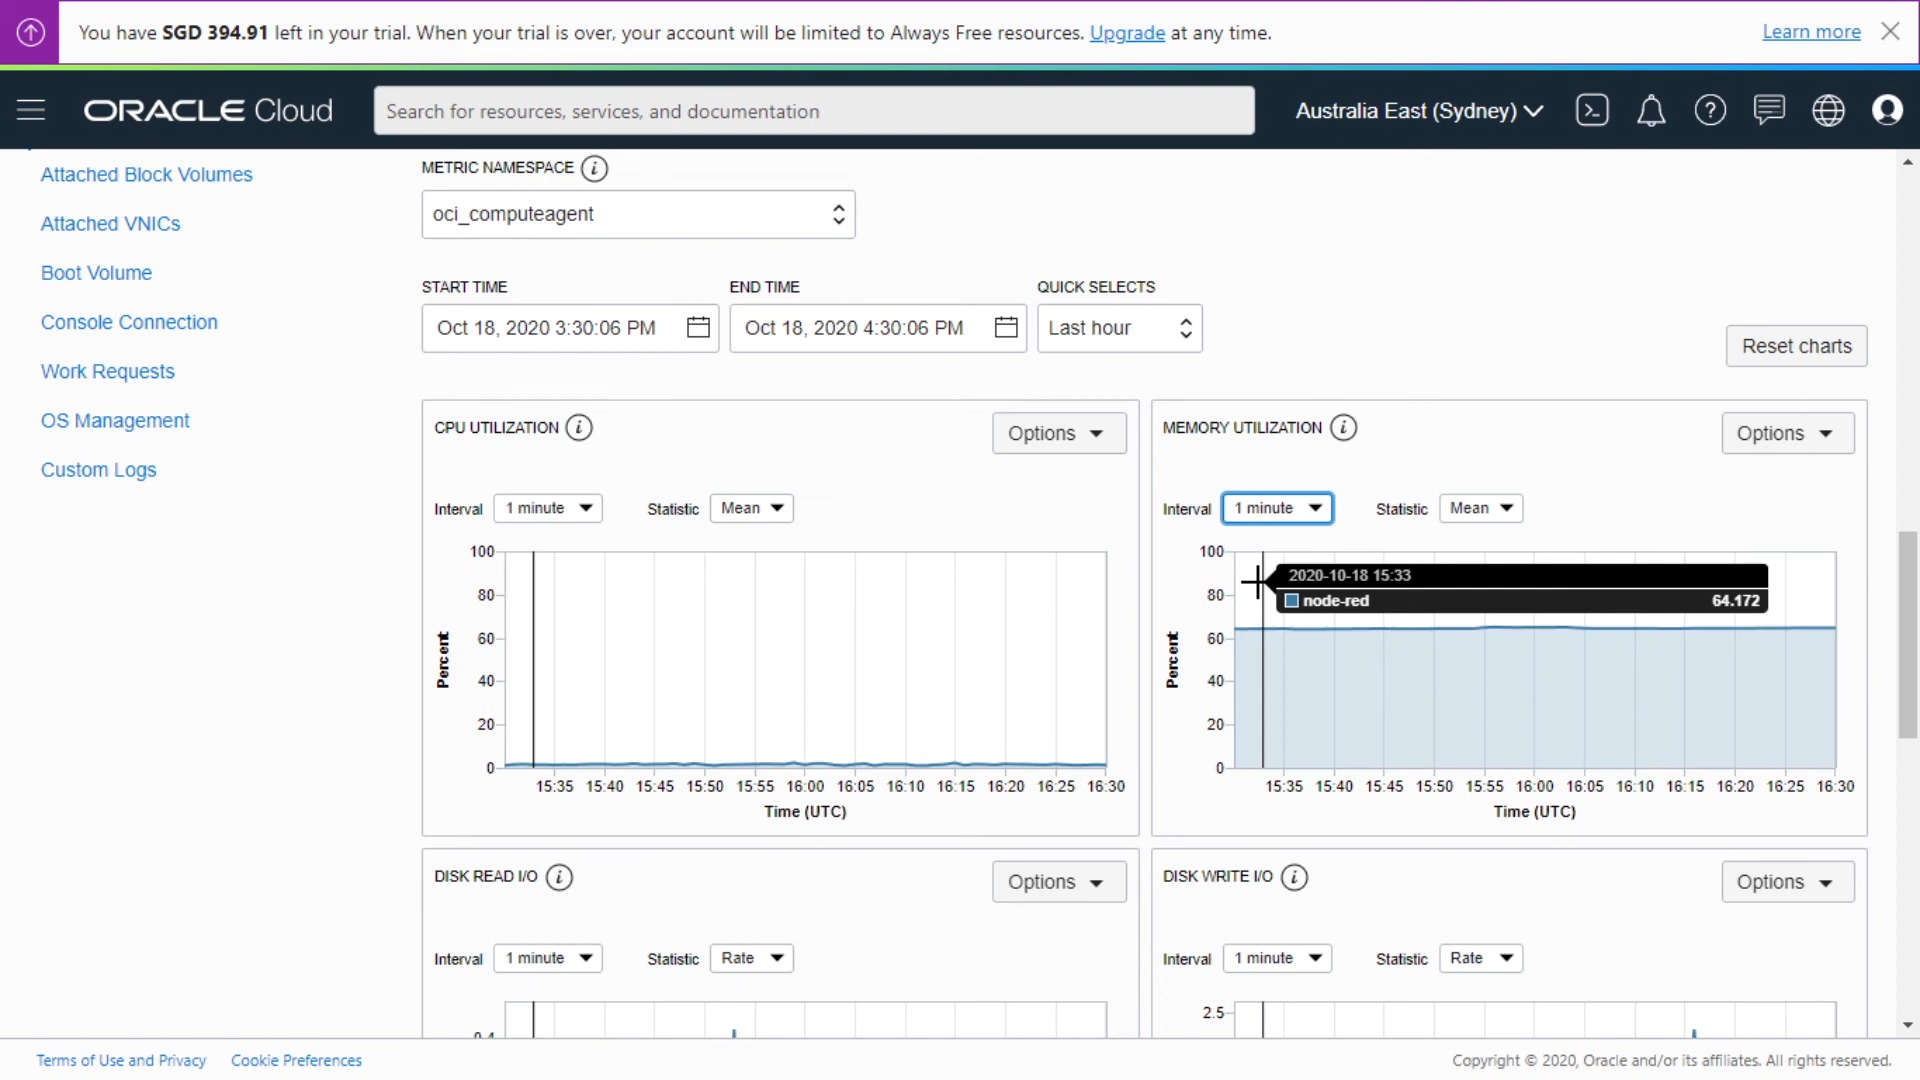 You have SGD 394.91 left in your trial. When your trial is over, your account will be limited to Always Free resources. Upgrade at any time.
Learn more
ORACLE Cloud
Search for resources, services, and documentation
Australia East (Sydney)
Attached Block Volumes
Attached VNICs
Boot Volume
Console Connection
Work Requests
OS Management
Custom Logs
METRIC NAMESPACE
oci_computeagent
START TIME
END TIME
QUICK SELECTS
Oct 18, 2020 3:30:06 PM
Oct 18, 2020 4:30:06 PM
Last hour
Reset charts
CPU UTILIZATION
Options
Interval 1 minute Statistic Mean
100
80
60
40
20
0
Percent
15:35 15:40 15:45 15:50 15:55 16:00 16:05 16:10 16:15 16:20 16:25 16:30
Time (UTC)
MEMORY UTILIZATION
Options
Interval 1 minute Statistic Mean
100
80
60
40
20
0
Percent
2020-10-18 15:33
node-red 64.172
15:35 15:40 15:45 15:50 15:55 16:00 16:05 16:10 16:15 16:20 16:25 16:30
Time (UTC)
DISK READ I/O
Options
Interval 1 minute Statistic Rate
0.4
DISK WRITE I/O
Options
Interval 1 minute Statistic Rate
2.5
Terms of Use and Privacy
Cookie Preferences
Copyright © 2020, Oracle and/or its affiliates. All rights reserved.